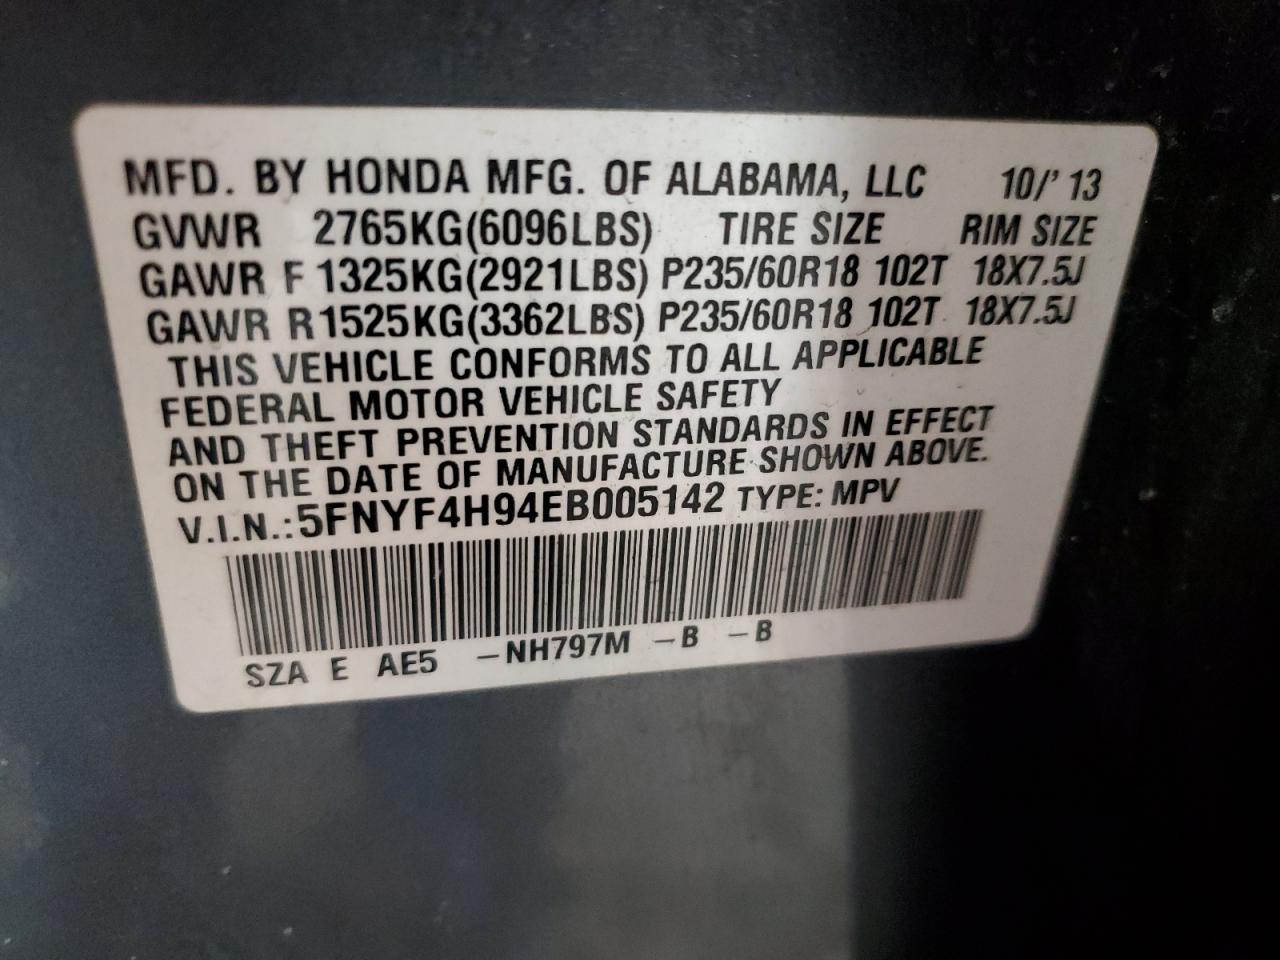 MFD. BY HONDA MFG. OF ALABAMA, LLC 10/' 13
GVWR 2765KG(6096LBS) TIRE SIZE RIM SIZE
GAWR F 1325KG(2921LBS) P235/60R18 102T 18X7.5J
GAWR R1525KG(3362LBS) P235/60R18 102T 18X7.5J
THIS VEHICLE CONFORMS TO ALL APPLICABLE
FEDERAL MOTOR VEHICLE SAFETY
AND THEFT PREVENTION STANDARDS IN EFFECT
ON THE DATE OF MANUFACTURE SHOWN ABOVE.
V.I.N.:5FNYF4H94EB005142 TYPE: MPV
SZA E AE5 -NH797M -B -B